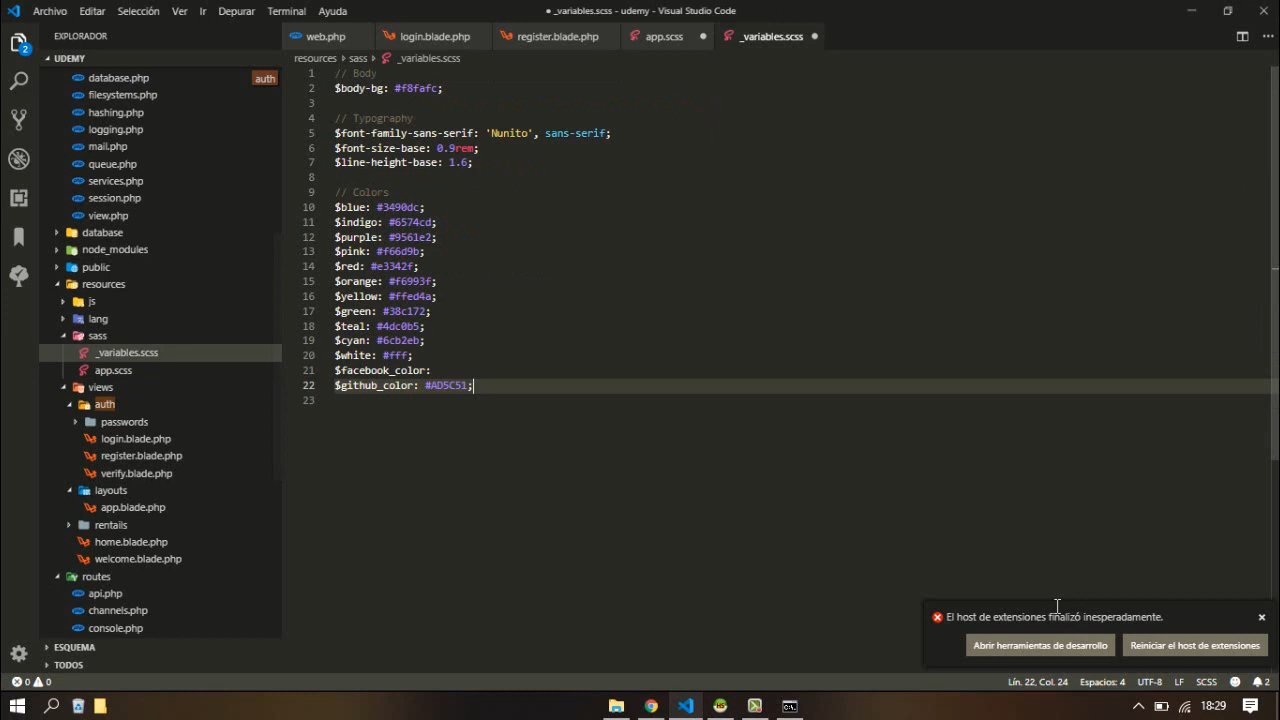 Archivo Editar Selección Ver Ir Depurar Terminal Ayuda
● _variables.scss - udemy - Visual Studio Code
EXPLORADOR
2
UDEMY
database.php
auth
filesystems.php
hashing.php
logging.php
mail.php
queue.php
services.php
session.php
view.php
database
node_modules
public
resources
js
lang
sass
_variables.scss
app.scss
views
auth
passwords
login.blade.php
register.blade.php
verify.blade.php
layouts
app.blade.php
rentails
home.blade.php
welcome.blade.php
routes
api.php
channels.php
console.php
ESQUEMA
TODOS
web.php login.blade.php register.blade.php app.scss ● _variables.scss ●
resources sass _variables.scss
1 // Body
2 $body-bg: #f8fafc;
3
4 // Typography
5 $font-family-sans-serif: 'Nunito', sans-serif;
6 $font-size-base: 0.9rem;
7 $line-height-base: 1.6;
8
9 // Colors
10 $blue: #3490dc;
11 $indigo: #6574cd;
12 $purple: #9561e2;
13 $pink: #f66d9b;
14 $red: #e3342f;
15 $orange: #f6993f;
16 $yellow: #ffed4a;
17 $green: #38c172;
18 $teal: #4dc0b5;
19 $cyan: #6cb2eb;
20 $white: #fff;
21 $facebook_color:
22 $github_color: #AD5C51;
23
El host de extensiones finalizó inesperadamente.
Abrir herramientas de desarrollo Reiniciar el host de extensiones
0 0
Lín. 22, Col. 24 Espacios: 4 UTF-8 LF SCSS 2
18:29